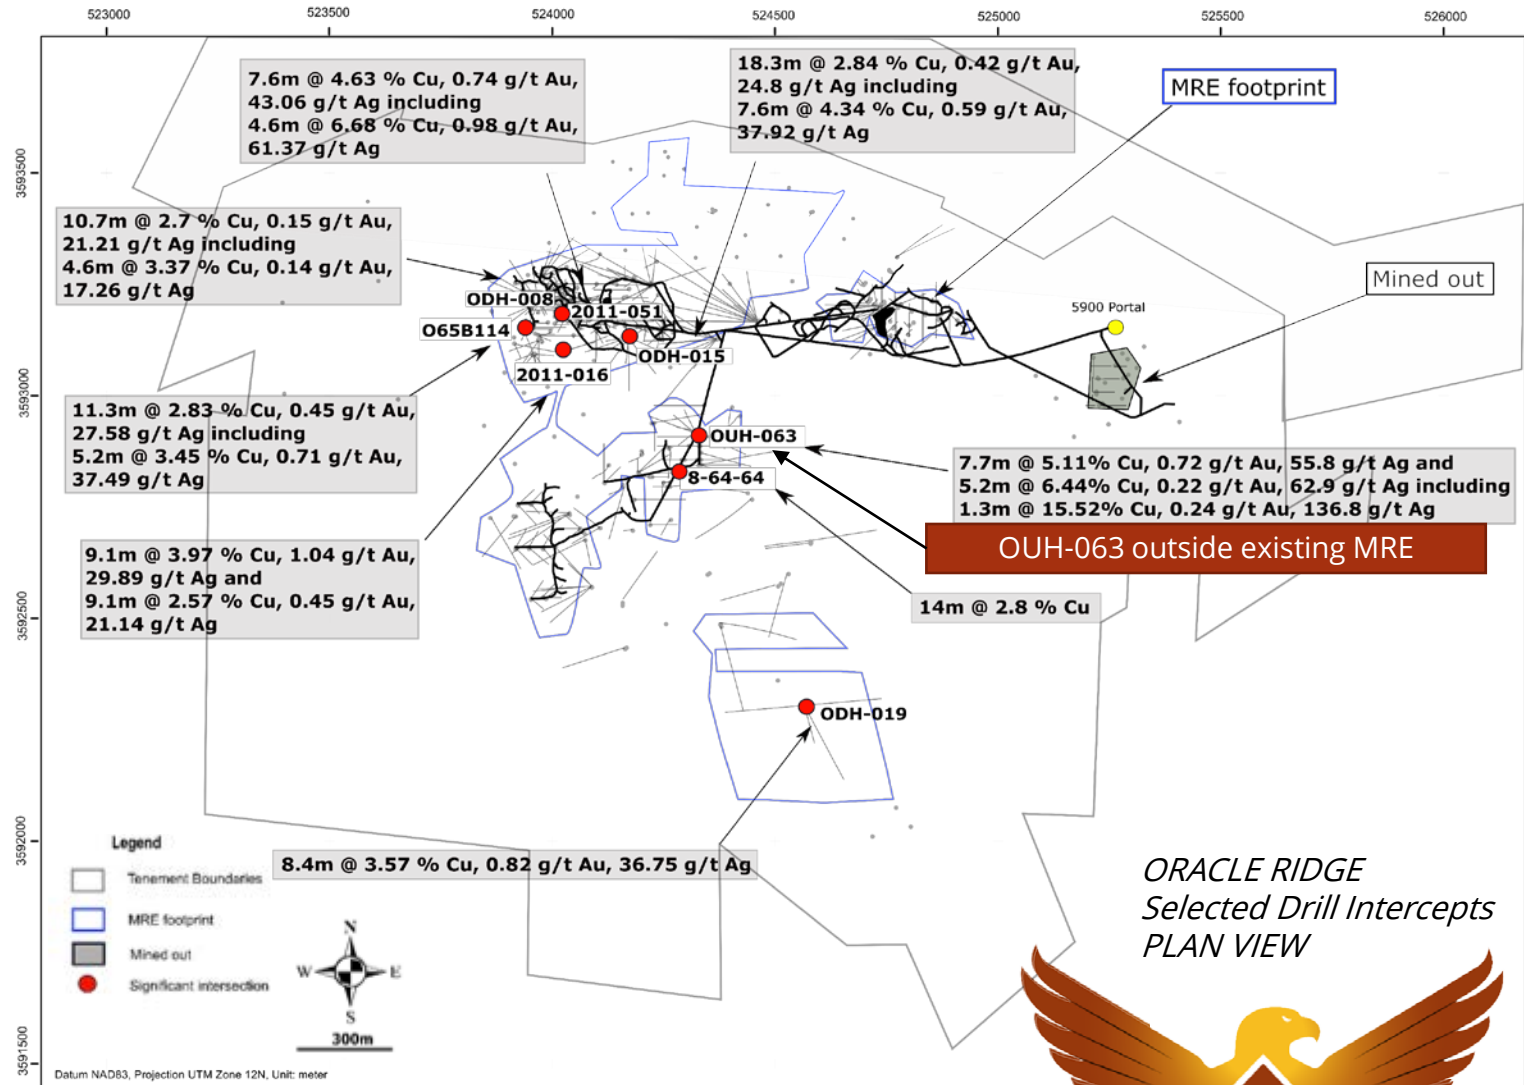 523000
523500
524000
524500
525000
525500
526000
3593500
3593000
3592500
3592000
3591500
7.6m @ 4.63 % Cu, 0.74 g/t Au,
43.06 g/t Ag including
4.6m @ 6.68 % Cu, 0.98 g/t Au,
61.37 g/t Ag
18.3m @ 2.84 % Cu, 0.42 g/t Au,
24.8 g/t Ag including
7.6m @ 4.34 % Cu, 0.59 g/t Au,
37.92 g/t Ag
MRE footprint
10.7m @ 2.7 % Cu, 0.15 g/t Au,
21.21 g/t Ag including
4.6m @ 3.37 % Cu, 0.14 g/t Au,
17.26 g/t Ag
Mined out
5900 Portal
ODH-008
2011-051
O65B114
ODH-015
2011-016
11.3m @ 2.83 % Cu, 0.45 g/t Au,
27.58 g/t Ag including
5.2m @ 3.45 % Cu, 0.71 g/t Au,
37.49 g/t Ag
OUH-063
8-64-64
7.7m @ 5.11% Cu, 0.72 g/t Au, 55.8 g/t Ag and
5.2m @ 6.44% Cu, 0.22 g/t Au, 62.9 g/t Ag including
1.3m @ 15.52% Cu, 0.24 g/t Au, 136.8 g/t Ag
OUH-063 outside existing MRE
9.1m @ 3.97 % Cu, 1.04 g/t Au,
29.89 g/t Ag and
9.1m @ 2.57 % Cu, 0.45 g/t Au,
21.14 g/t Ag
14m @ 2.8 % Cu
ODH-019
8.4m @ 3.57 % Cu, 0.82 g/t Au, 36.75 g/t Ag
Legend
Tenement Boundaries
MRE footprint
Mined out
Significant intersection
N
W
E
S
300m
ORACLE RIDGE
Selected Drill Intercepts
PLAN VIEW
Datum NAD83, Projection UTM Zone 12N, Unit: meter